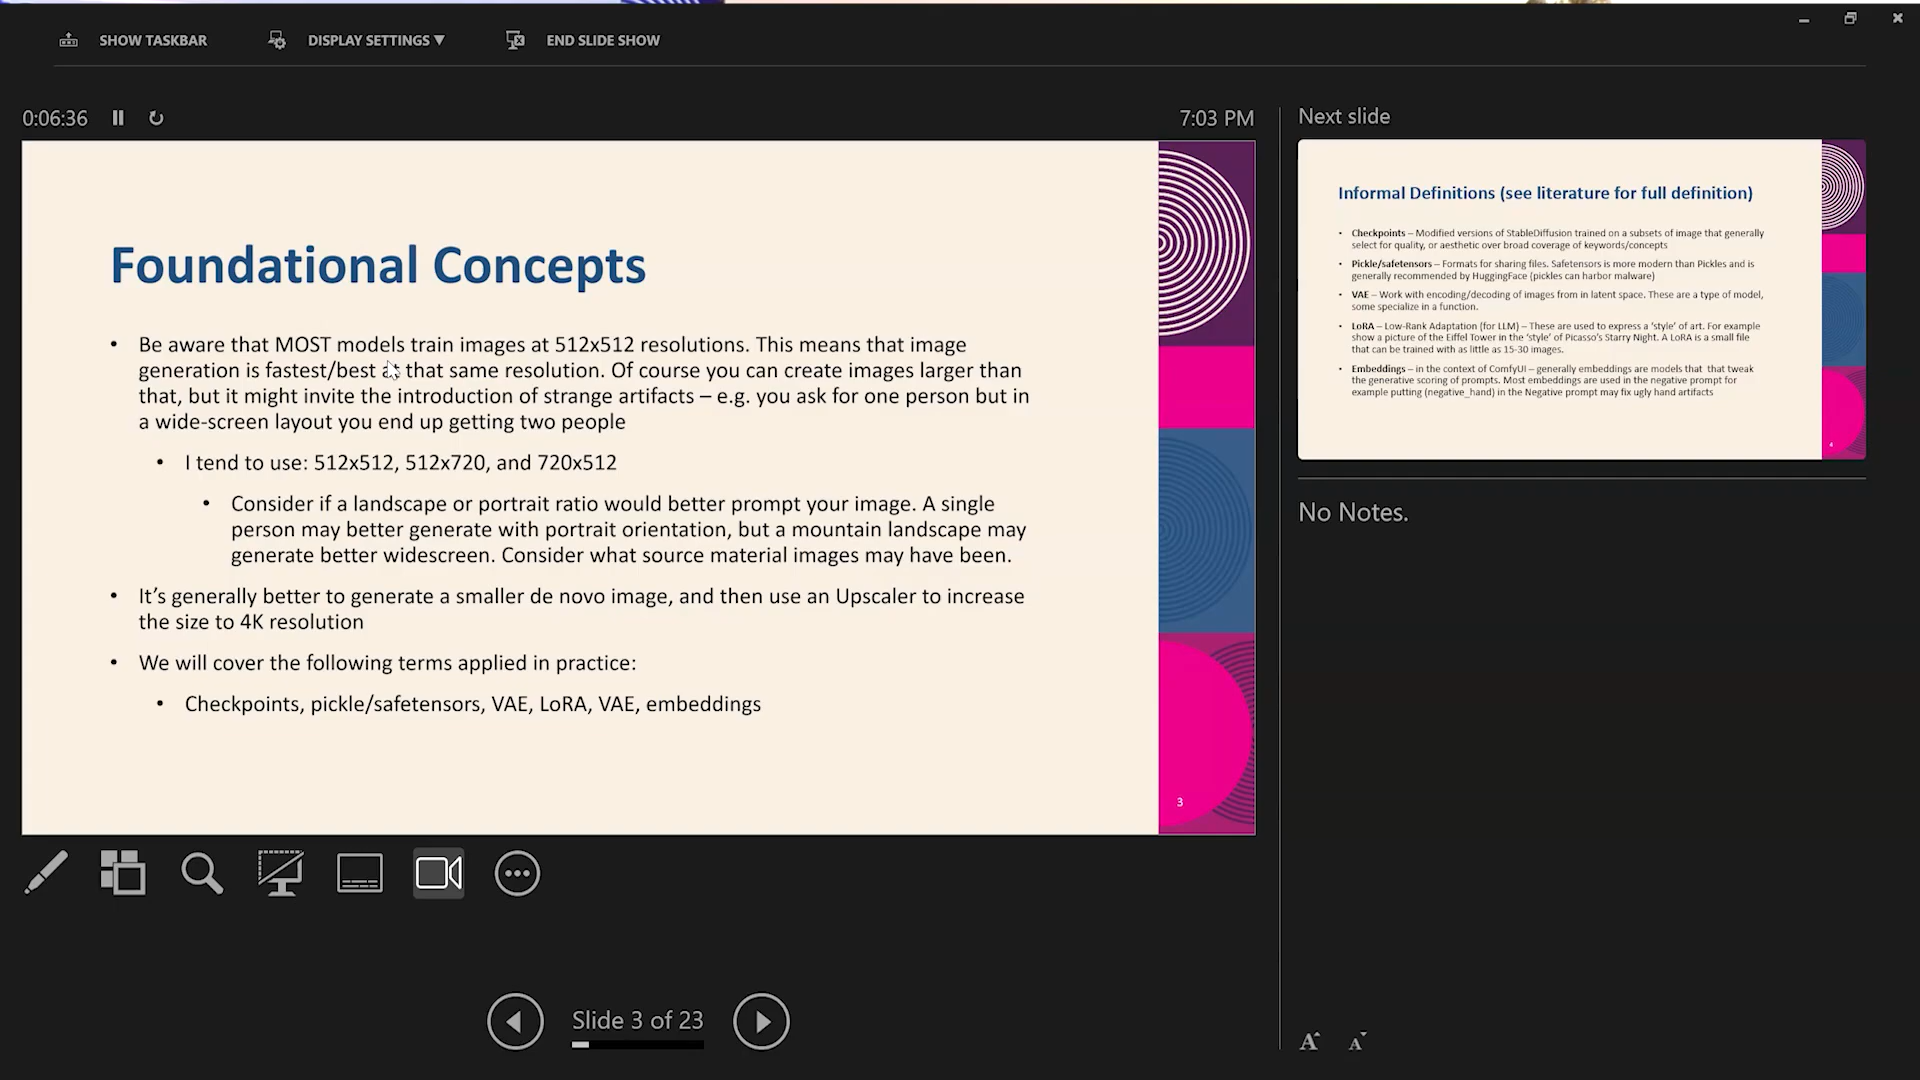 SHOW TASKBAR
DISPLAY SETTINGS ▼
END SLIDE SHOW
0:06:36
7:03 PM
Foundational Concepts
• Be aware that MOST models train images at 512x512 resolutions. This means that image
generation is fastest/best at that same resolution. Of course you can create images larger than
that, but it might invite the introduction of strange artifacts – e.g. you ask for one person but in
a wide-screen layout you end up getting two people
• I tend to use: 512x512, 512x720, and 720x512
• Consider if a landscape or portrait ratio would better prompt your image. A single
person may better generate with portrait orientation, but a mountain landscape may
generate better widescreen. Consider what source material images may have been.
• It’s generally better to generate a smaller de novo image, and then use an Upscaler to increase
the size to 4K resolution
• We will cover the following terms applied in practice:
• Checkpoints, pickle/safetensors, VAE, LoRA, VAE, embeddings
3
Slide 3 of 23
Next slide
Informal Definitions (see literature for full definition)
• Checkpoints – Modified versions of StableDiffusion trained on a subsets of image that generally
select for quality, or aesthetic over broad coverage of keywords/concepts
• Pickle/safetensors – Formats for sharing files. Safetensors is more modern than Pickles and is
generally recommended by HuggingFace (pickles can harbor malware)
• VAE – Work with encoding/decoding of images from in latent space. These are a type of model,
some specialize in a function.
• LoRA – Low-Rank Adaptation (for LLM) – These are used to express a ‘style’ of art. For example
show a picture of the Eiffel Tower in the ‘style’ of Picasso’s Starry Night. A LoRA is a small file
that can be trained with as little as 15-30 images.
• Embeddings – in the context of ComfyUI – generally embeddings are models that that tweak
the generative scoring of prompts. Most embeddings are used in the negative prompt for
example putting (negative_hand) in the Negative prompt may fix ugly hand artifacts
4
No Notes.
A A